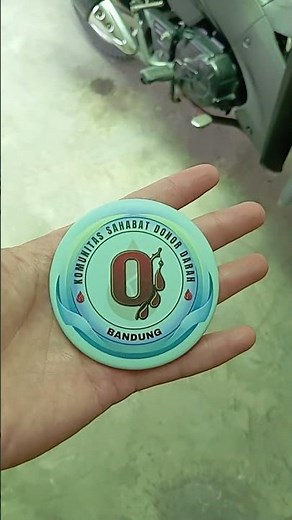 KOMUNITAS SAHABAT DONOR DARAH
O
BANDUNG